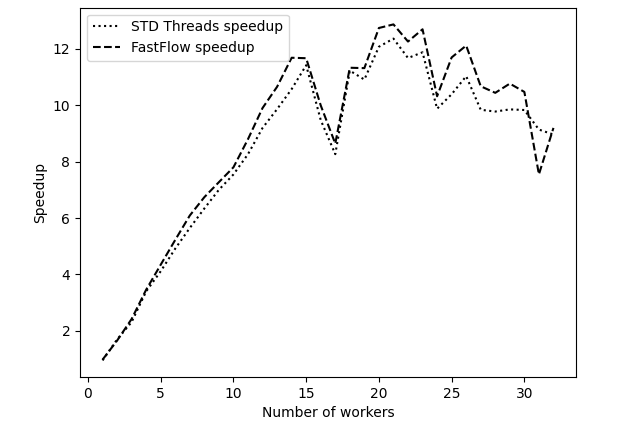 STD Threads speedup
FastFlow speedup
12
10
8
6
4
2
Speedup
0 5 10 15 20 25 30
Number of workers